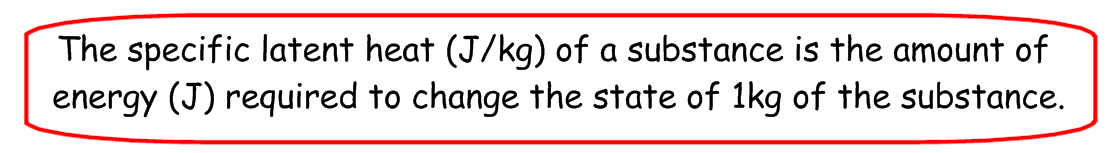 The specific latent heat (J/kg) of a substance is the amount of
energy (J) required to change the state of 1kg of the substance.